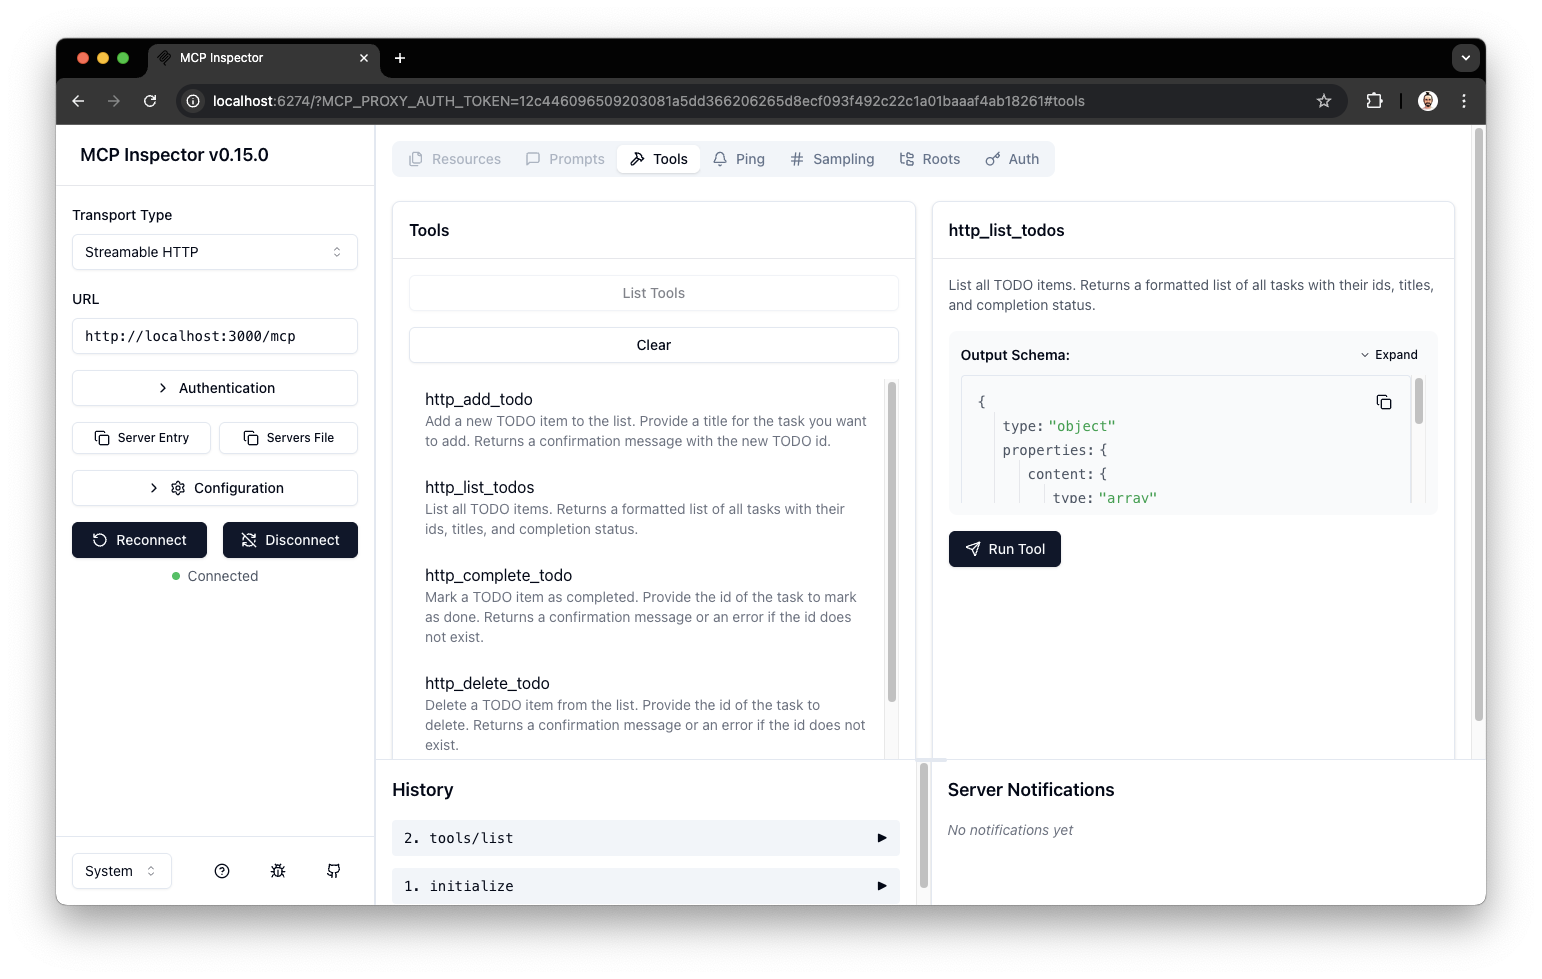 MCP Inspector
localhost:6274/?MCP_PROXY_AUTH_TOKEN=12c446096509203081a5dd366206265d8ecf093f492c22c1a01baaaf4ab18261#tools
MCP Inspector v0.15.0
Transport Type
Streamable HTTP
URL
http://localhost:3000/mcp
Authentication
Server Entry
Servers File
Configuration
Reconnect
Disconnect
Connected
System
Resources
Prompts
Tools
Ping
Sampling
Roots
Auth
Tools
List Tools
Clear
http_add_todo
Add a new TODO item to the list. Provide a title for the task you want
to add. Returns a confirmation message with the new TODO id.
http_list_todos
List all TODO items. Returns a formatted list of all tasks with their
ids, titles, and completion status.
http_complete_todo
Mark a TODO item as completed. Provide the id of the task to mark
as done. Returns a confirmation message or an error if the id does
not exist.
http_delete_todo
Delete a TODO item from the list. Provide the id of the task to
delete. Returns a confirmation message or an error if the id does not
exist.
http_list_todos
List all TODO items. Returns a formatted list of all tasks with their ids, titles,
and completion status.
Output Schema:
Expand
{
type: "object"
properties: {
content: {
type: "array"
Run Tool
History
2. tools/list
1. initialize
Server Notifications
No notifications yet